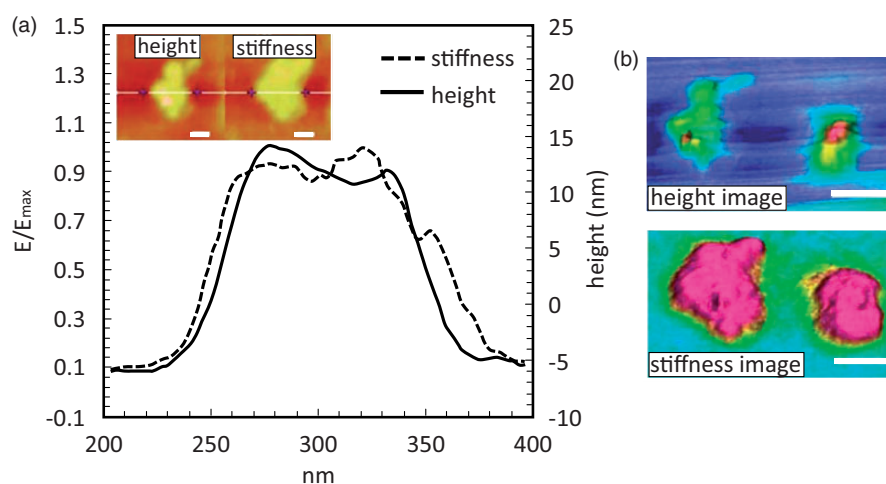 (a)
1.5
1.3
1.1
0.9
0.7
0.5
0.3
0.1
-0.1
E/Emax
height
stiffness
stiffness
height
25
20
15
10
5
0
-5
-10
height (nm)
200
250
300
350
400
nm
(b)
height image
stiffness image